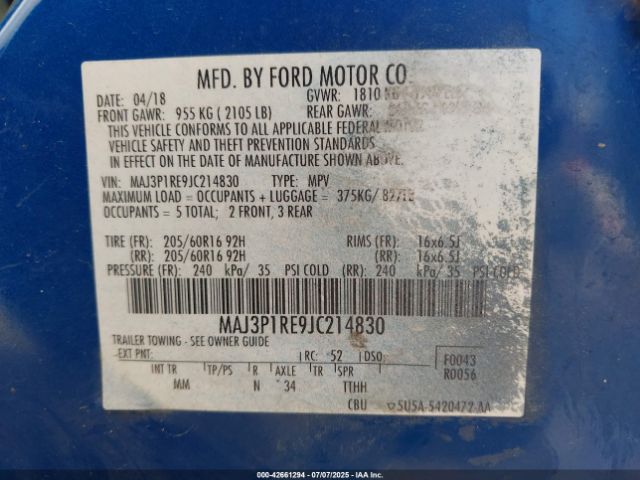 MFD. BY FORD MOTOR CO.
DATE: 04/18 GVWR: 1810 KG
FRONT GAWR: 955 KG ( 2105 LB) REAR GAWR:
THIS VEHICLE CONFORMS TO ALL APPLICABLE FEDERAL MOTOR
VEHICLE SAFETY AND THEFT PREVENTION STANDARDS
IN EFFECT ON THE DATE OF MANUFACTURE SHOWN ABOVE.
VIN: MAJ3P1RE9JC214830 TYPE: MPV
MAXIMUM LOAD = OCCUPANTS + LUGGAGE = 375KG/ 827LB
OCCUPANTS = 5 TOTAL; 2 FRONT, 3 REAR
TIRE (FR): 205/60R16 92H RIMS (FR): 16x6.5J
(RR): 205/60R16 92H (RR): 16x6.5J
PRESSURE (FR): 240 kPa/ 35 PSI COLD (RR): 240 kPa/ 35 PSI COLD
MAJ3P1RE9JC214830
TRAILER TOWING - SEE OWNER GUIDE
EXT PNT: RC: 52 DSO: F0043
INT TR TP/PS R AXLE TR SPR R0056
MM N 34 TTHH
CBU 5U5A-5420472-AA
000-42661294 - 07/07/2025 - IAA Inc.